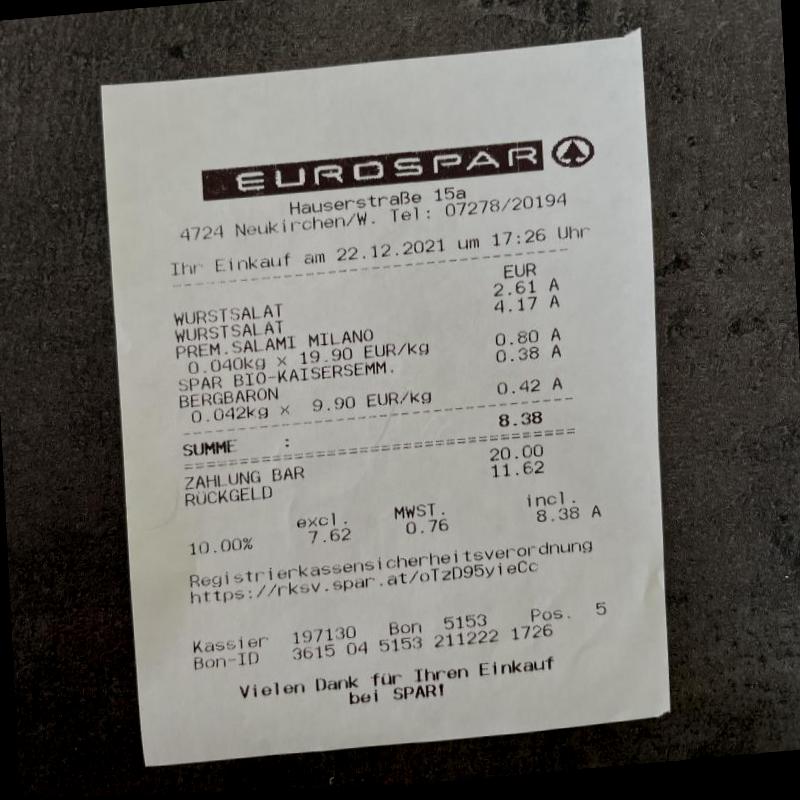 EUROSPAR
Hauserstraße 15a
4724 Neukirchen/W. Tel: 07278/20194
Ihr Einkauf am 22.12.2021 um 17:26 Uhr
EUR
WURSTSALAT 2.61 A
WURSTSALAT 4.17 A
PREM.SALAMI MILANO
0.040kg x 19.90 EUR/kg 0.80 A
SPAR BIO-KAISERSEMM. 0.38 A
BERGBARON
0.042kg x 9.90 EUR/kg 0.42 A
SUMME : 8.38
ZAHLUNG BAR 20.00
RÜCKGELD 11.62
excl. MWST. incl.
10.00% 7.62 0.76 8.38 A
Registrierkassensicherheitsverordnung
https://rksv.spar.at/oTzD95yieCc
Kassier 197130 Bon 5153 Pos. 5
Bon-ID 3615 04 5153 211222 1726
Vielen Dank für Ihren Einkauf
bei SPAR!